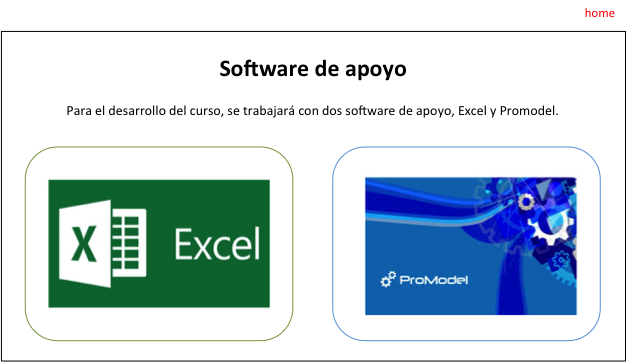 home
Software de apoyo
Para el desarrollo del curso, se trabajará con dos software de apoyo, Excel y Promodel.
X Excel
ProModel